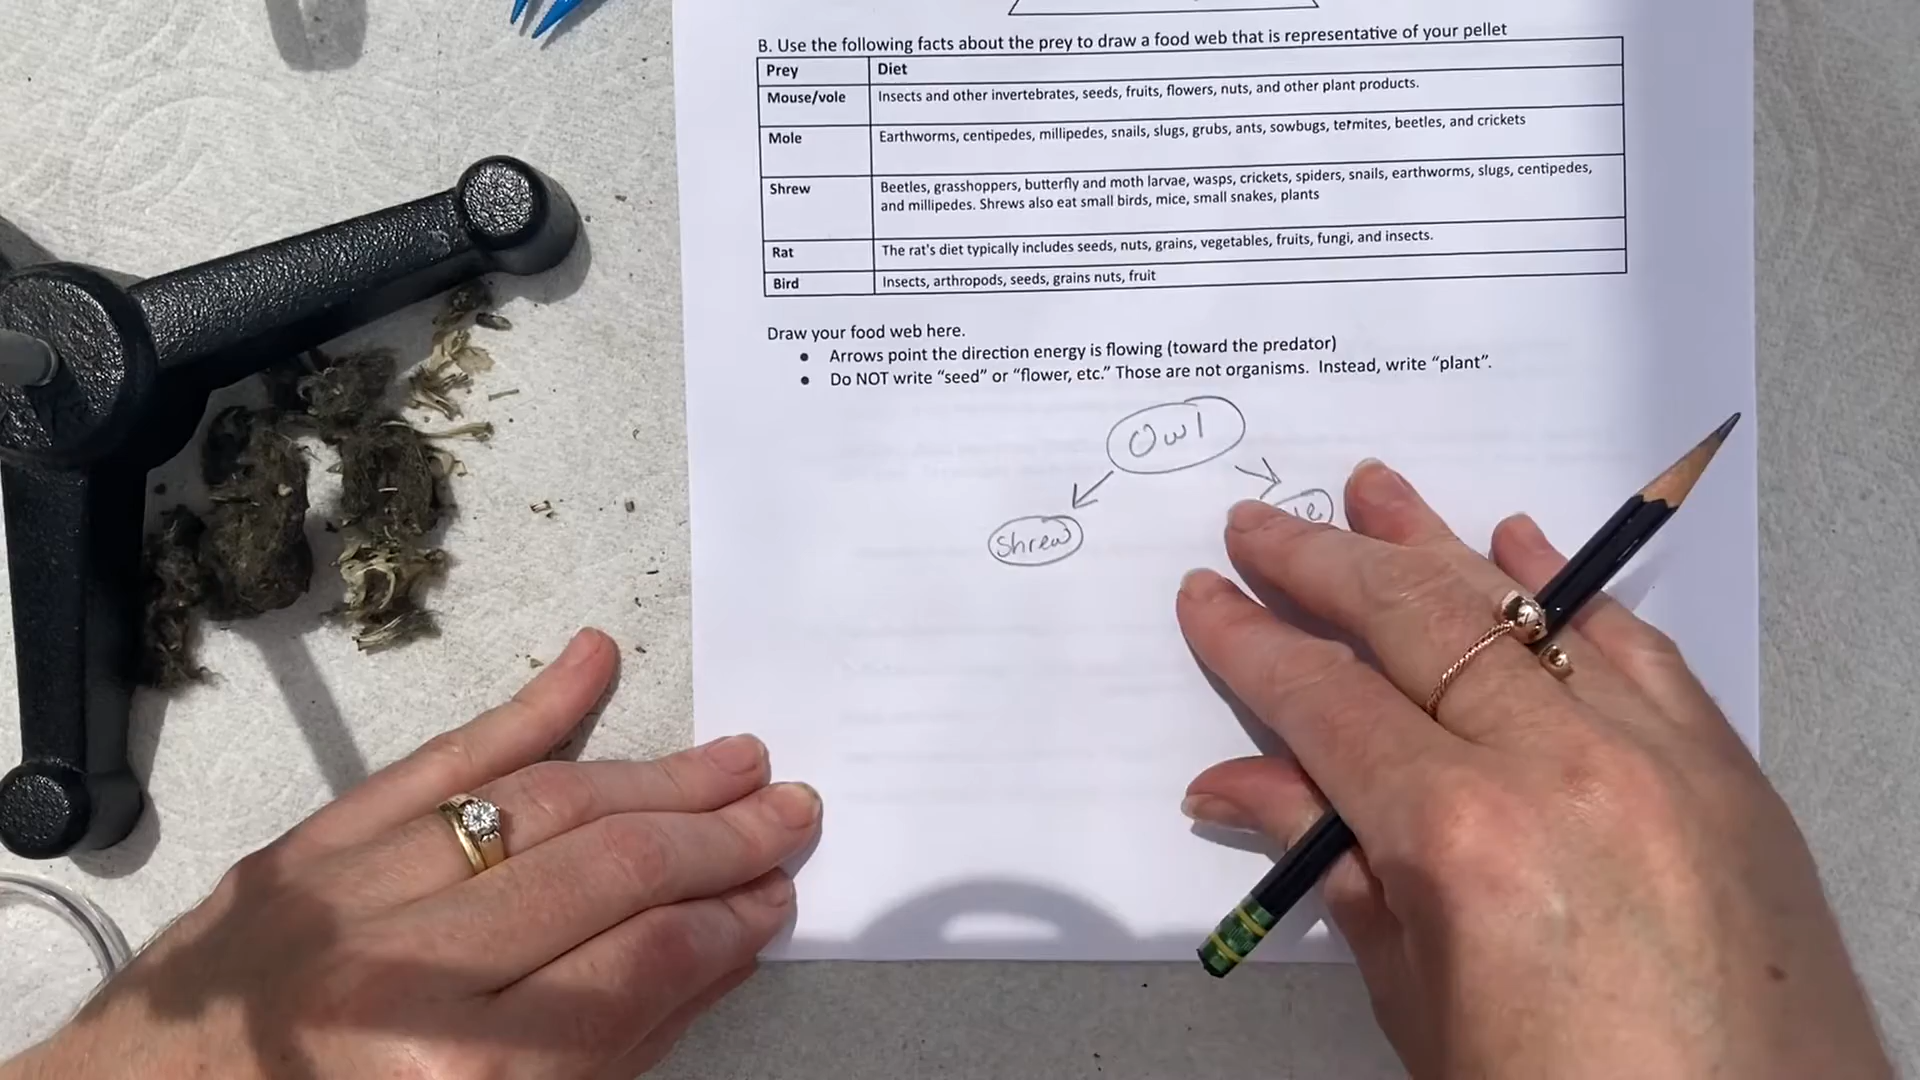 B. Use the following facts about the prey to draw a food web that is representative of your pellet
Prey Diet
Mouse/vole Insects and other invertebrates, seeds, fruits, flowers, nuts, and other plant products.
Mole Earthworms, centipedes, millipedes, snails, slugs, grubs, ants, sowbugs, termites, beetles, and crickets
Shrew Beetles, grasshoppers, butterfly and moth larvae, wasps, crickets, spiders, snails, earthworms, slugs, centipedes,
and millipedes. Shrews also eat small birds, mice, small snakes, plants
Rat The rat's diet typically includes seeds, nuts, grains, vegetables, fruits, fungi, and insects.
Bird Insects, arthropods, seeds, grains nuts, fruit
Draw your food web here.
● Arrows point the direction energy is flowing (toward the predator)
● Do NOT write “seed” or “flower, etc.” Those are not organisms. Instead, write “plant”.
Owl
Shrew